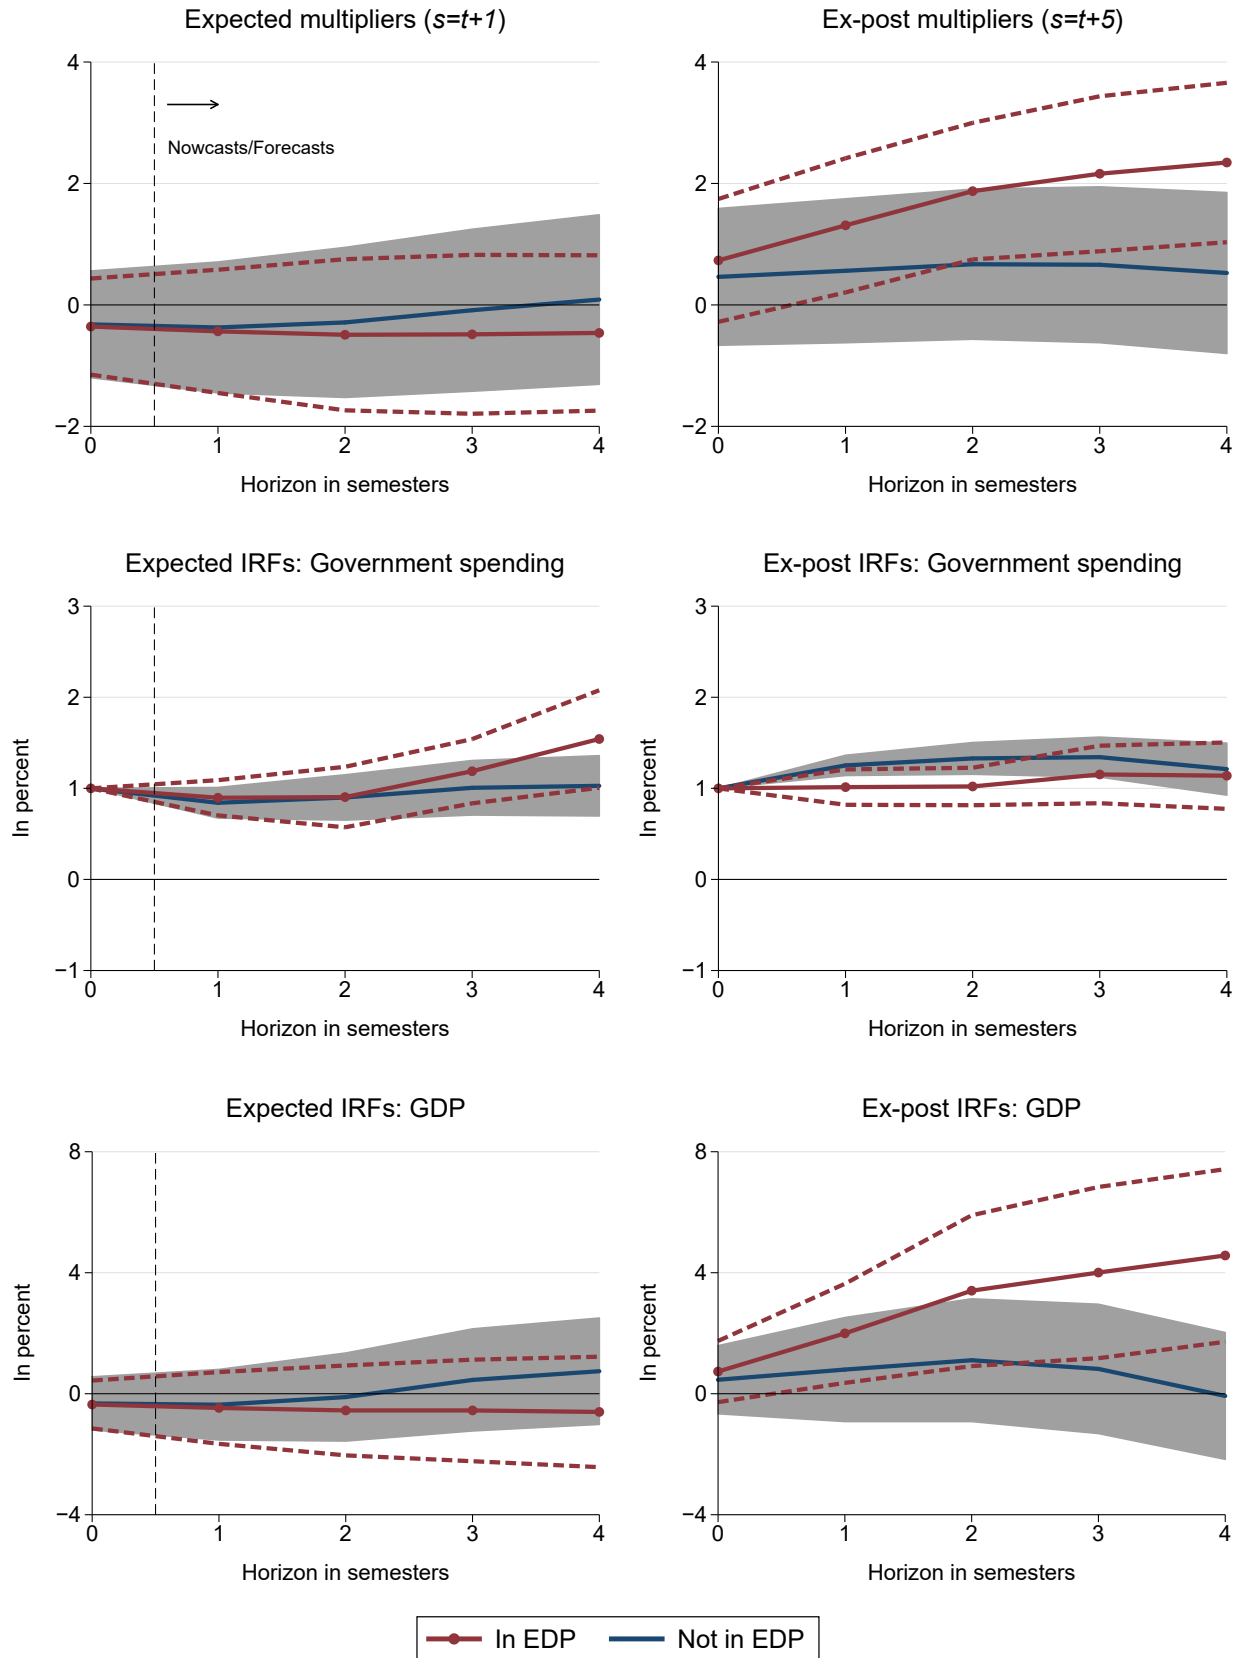 Expected multipliers (s=t+1)
4
2
0
−2
Nowcasts/Forecasts
0 1 2 3 4
Horizon in semesters
Ex-post multipliers (s=t+5)
4
2
0
−2
0 1 2 3 4
Horizon in semesters
Expected IRFs: Government spending
In percent
3
2
1
0
−1
0 1 2 3 4
Horizon in semesters
Ex-post IRFs: Government spending
In percent
3
2
1
0
−1
0 1 2 3 4
Horizon in semesters
Expected IRFs: GDP
In percent
8
4
0
−4
0 1 2 3 4
Horizon in semesters
Ex-post IRFs: GDP
In percent
8
4
0
−4
0 1 2 3 4
Horizon in semesters
In EDP Not in EDP